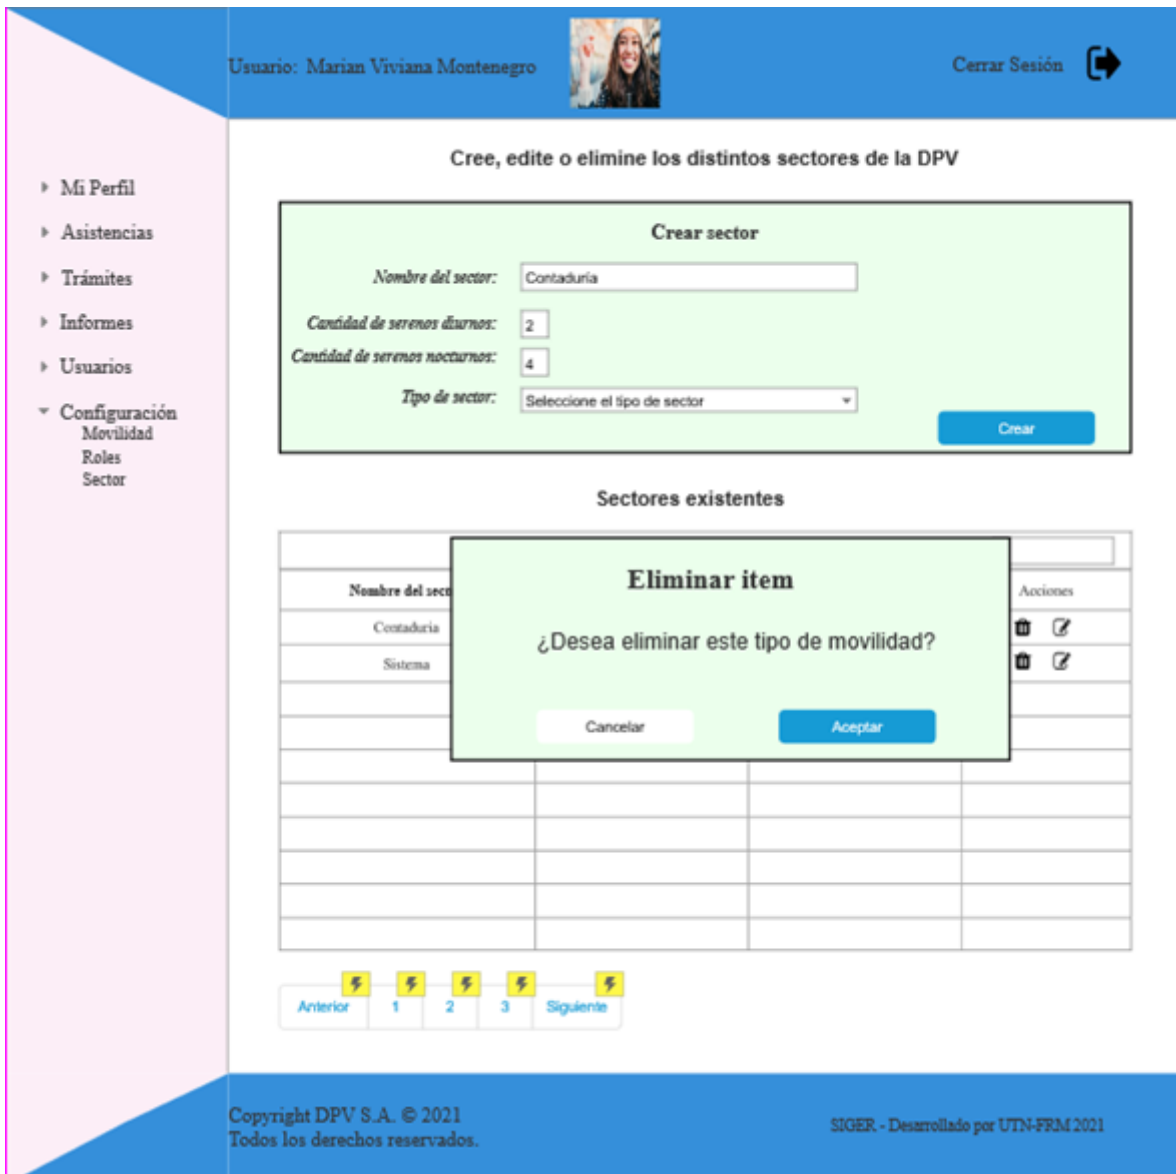 Usuario: Marian Viviana Montenegro
Cerrar Sesión
Mi Perfil
Asistencias
Trámites
Informes
Usuarios
Configuración
Movilidad
Roles
Sector
Cree, edite o elimine los distintos sectores de la DPV
Crear sector
Nombre del sector: Contaduría
Cantidad de serenos diurnos: 2
Cantidad de serenos nocturnos: 4
Tipo de sector: Seleccione el tipo de sector
Crear
Sectores existentes
Nombre del sect Acciones
Contaduria
Sistema
Eliminar item
¿Desea eliminar este tipo de movilidad?
Cancelar Aceptar
Anterior 1 2 3 Siguiente
Copyright DPV S.A. © 2021
Todos los derechos reservados.
SIGER - Desarrollado por UTN-FRM 2021